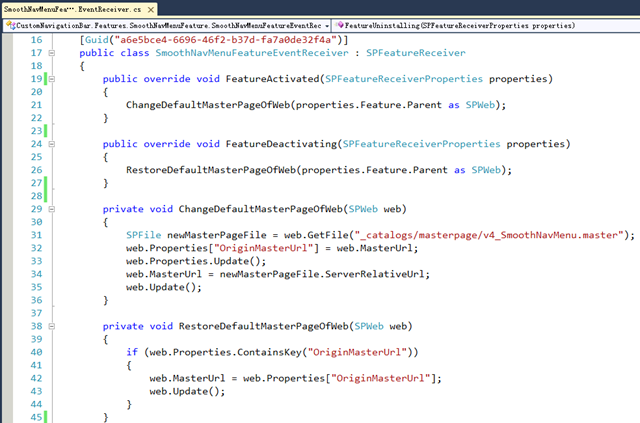 SmoothNavMenuFea⋯.EventReceiver.cs
CustomNavigationBar.Features.SmoothNavMenuFeature.SmoothNavMenuFeatureEventRec
FeatureUninstalling(SPFeatureReceiverProperties properties)
16 [Guid("a6e5bce4-6696-46f2-b37d-fa7a0de32f4a")]
17 public class SmoothNavMenuFeatureEventReceiver : SPFeatureReceiver
18 {
19 public override void FeatureActivated(SPFeatureReceiverProperties properties)
20 {
21 ChangeDefaultMasterPageOfWeb(properties.Feature.Parent as SPWeb);
22 }
23
24 public override void FeatureDeactivating(SPFeatureReceiverProperties properties)
25 {
26 RestoreDefaultMasterPageOfWeb(properties.Feature.Parent as SPWeb);
27 }
28
29 private void ChangeDefaultMasterPageOfWeb(SPWeb web)
30 {
31 SPFile newMasterPageFile = web.GetFile("_catalogs/masterpage/v4_SmoothNavMenu.master");
32 web.Properties["OriginMasterUrl"] = web.MasterUrl;
33 web.Properties.Update();
34 web.MasterUrl = newMasterPageFile.ServerRelativeUrl;
35 web.Update();
36 }
37
38 private void RestoreDefaultMasterPageOfWeb(SPWeb web)
39 {
40 if (web.Properties.ContainsKey("OriginMasterUrl"))
41 {
42 web.MasterUrl = web.Properties["OriginMasterUrl"];
43 web.Update();
44 }
45 }